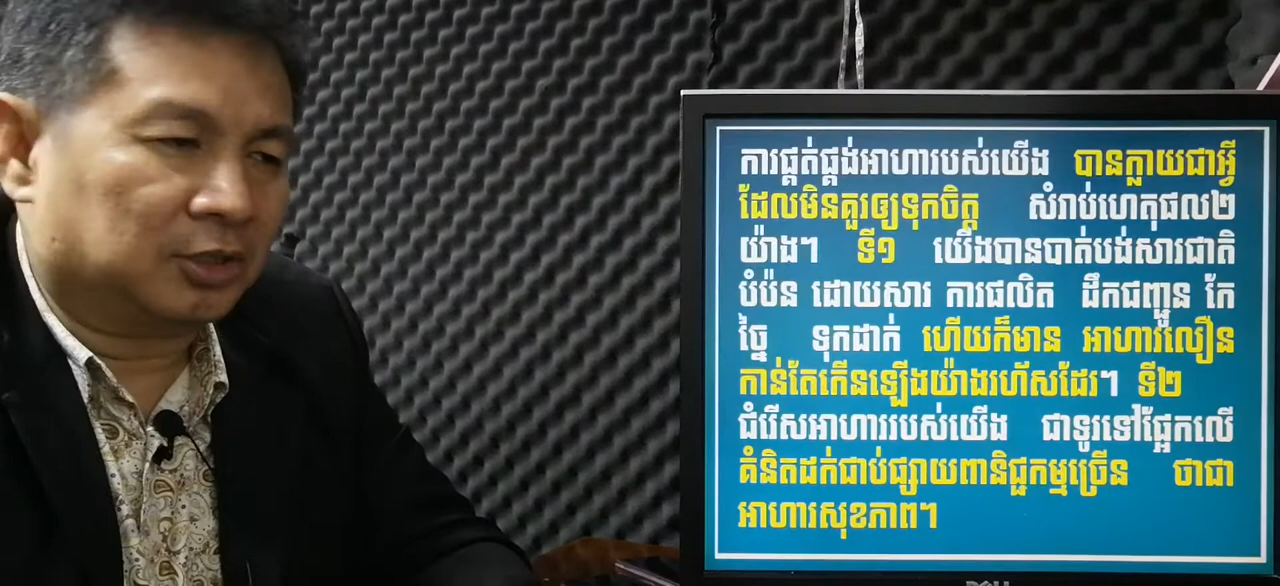 ការផ្គត់ផ្គង់អាហាររបស់យើង បានក្លាយជាអ្វី
ដែលមិនគួរឲ្យទុកចិត្ត សំរាប់ហេតុផល២
យ៉ាង។ ទី១ យើងបានបាត់បង់សារជាតិ
បំប៉ន ដោយសារ ការផលិត ដឹកជញ្ជូន កែ
ច្នៃ ទុកដាក់ ហើយក៏មាន អាហារលឿន
កាន់តែកើនឡើងយ៉ាងរហ័សដែរ។ ទី២
ជំរើសអាហាររបស់យើង ជាទូរទៅផ្អែកលើ
គំនិតដក់ជាប់ផ្សាយពានិជ្ជកម្មច្រើន ថាជា
អាហារសុខភាព។